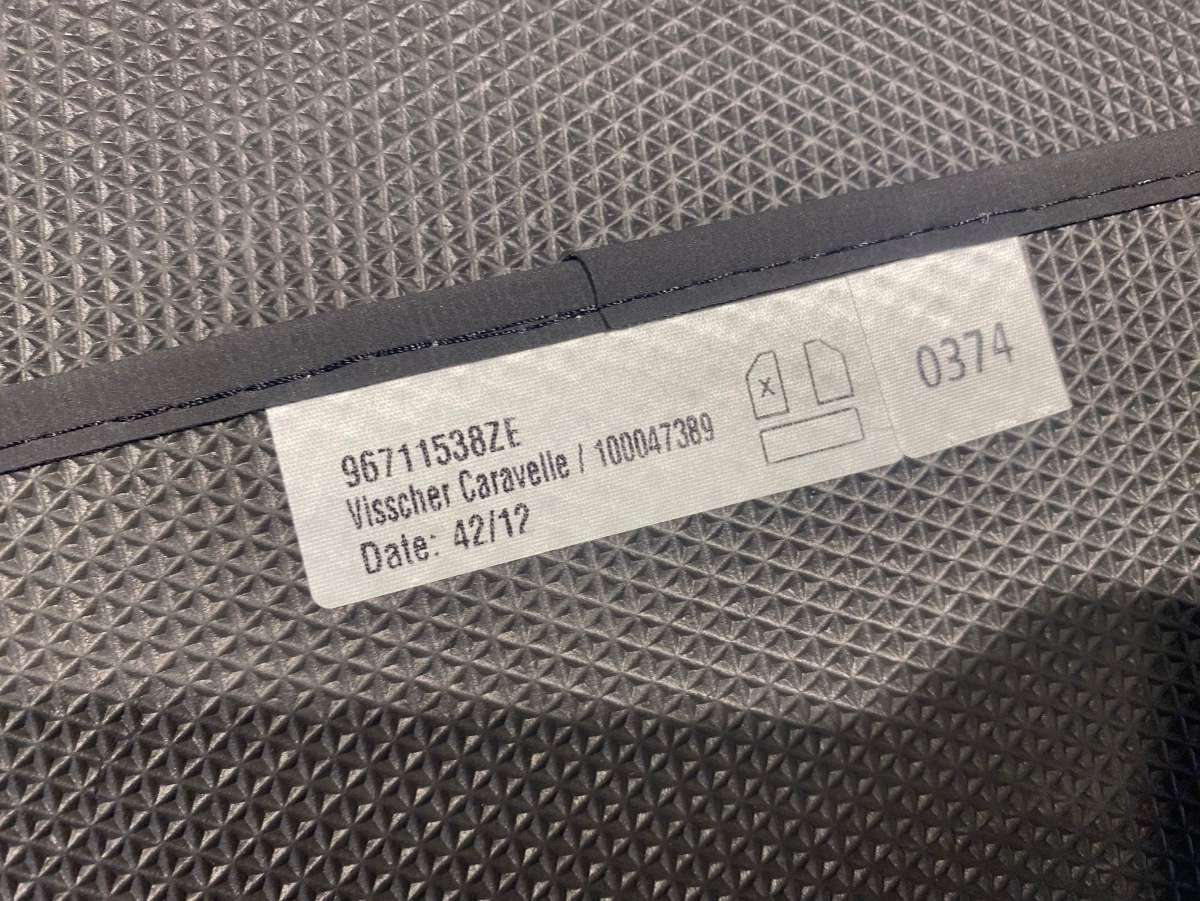 96711538ZE
Visscher Caravelle / 100047389
Date: 42/12
X
0374